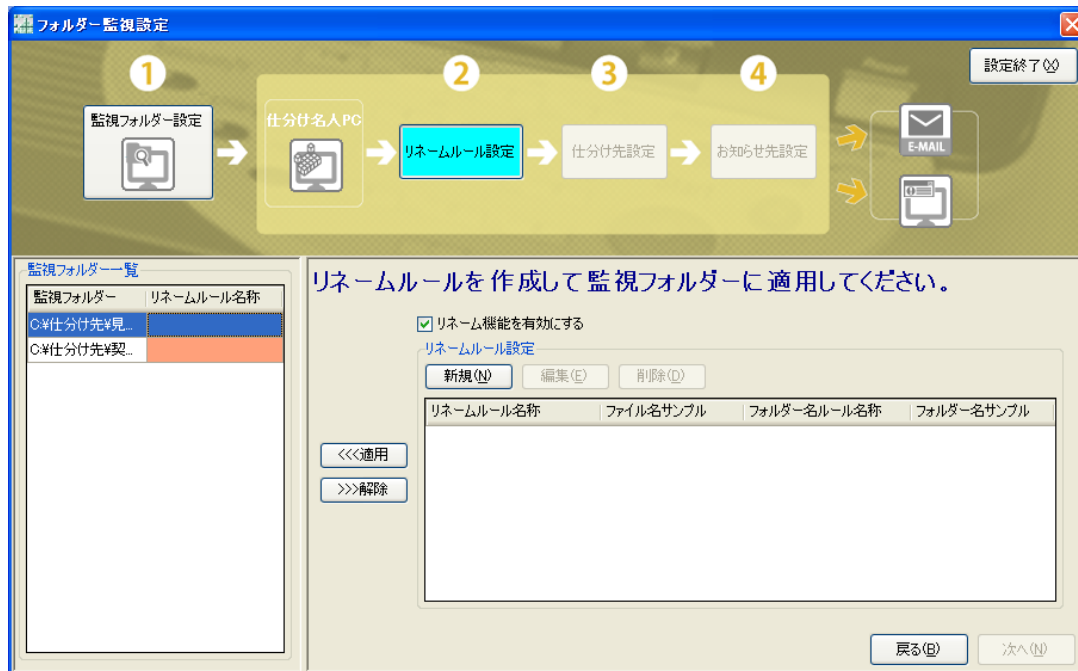 フォルダー監視設定
設定終了(X)
1
2
3
4
監視フォルダー設定
仕分け名人PC
リネームルール設定
仕分け先設定
お知らせ先設定
E-MAIL
監視フォルダー一覧
監視フォルダー リネームルール名称
C:¥仕分け先¥見...
C:¥仕分け先¥契...
リネームルールを作成して監視フォルダーに適用してください。
リネーム機能を有効にする
リネームルール設定
新規(N) 編集(E) 削除(D)
リネームルール名称 ファイル名サンプル フォルダー名ルール名称 フォルダー名サンプル
<<<適用
>>>解除
戻る(B) 次へ(N)